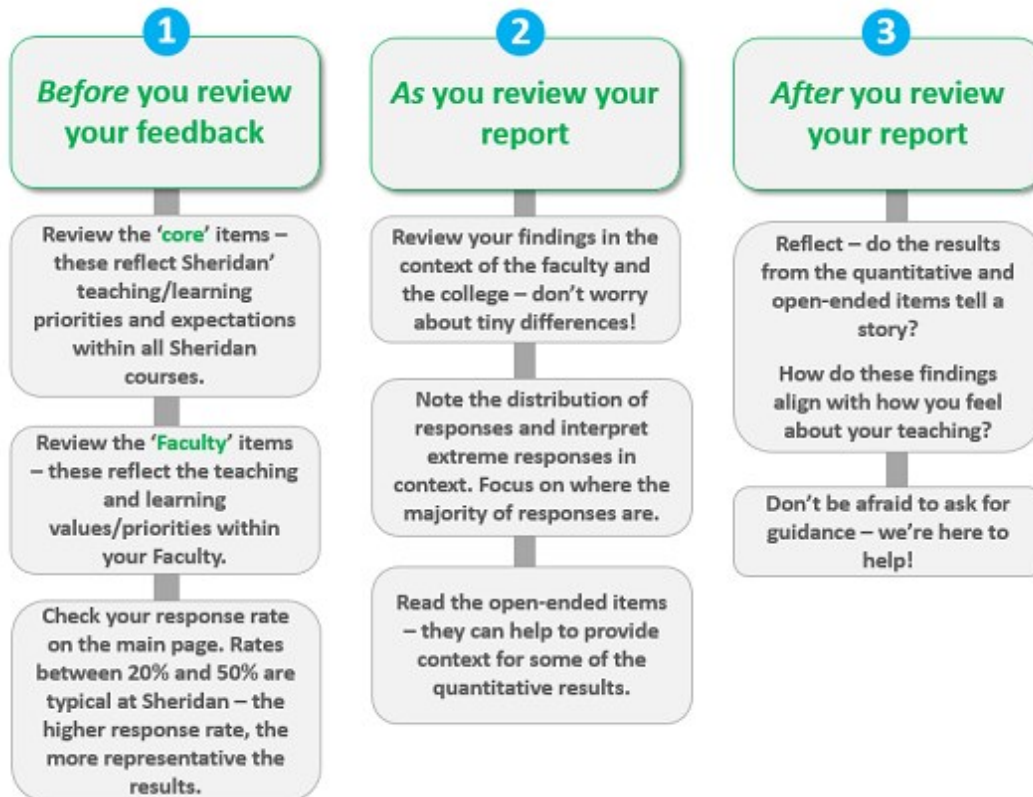 1
Before you review
your feedback
Review the 'core' items –
these reflect Sheridan'
teaching/learning
priorities and expectations
within all Sheridan
courses.
Review the 'Faculty' items
– these reflect the teaching
and learning
values/priorities within
your Faculty.
Check your response rate
on the main page. Rates
between 20% and 50% are
typical at Sheridan – the
higher response rate, the
more representative the
results.
2
As you review your
report
Review your findings in the
context of the faculty and
the college – don't worry
about tiny differences!
Note the distribution of
responses and interpret
extreme responses in
context. Focus on where the
majority of responses are.
Read the open-ended items
– they can help to provide
context for some of the
quantitative results.
3
After you review
your report
Reflect – do the results
from the quantitative and
open-ended items tell a
story?
How do these findings
align with how you feel
about your teaching?
Don't be afraid to ask for
guidance – we're here to
help!